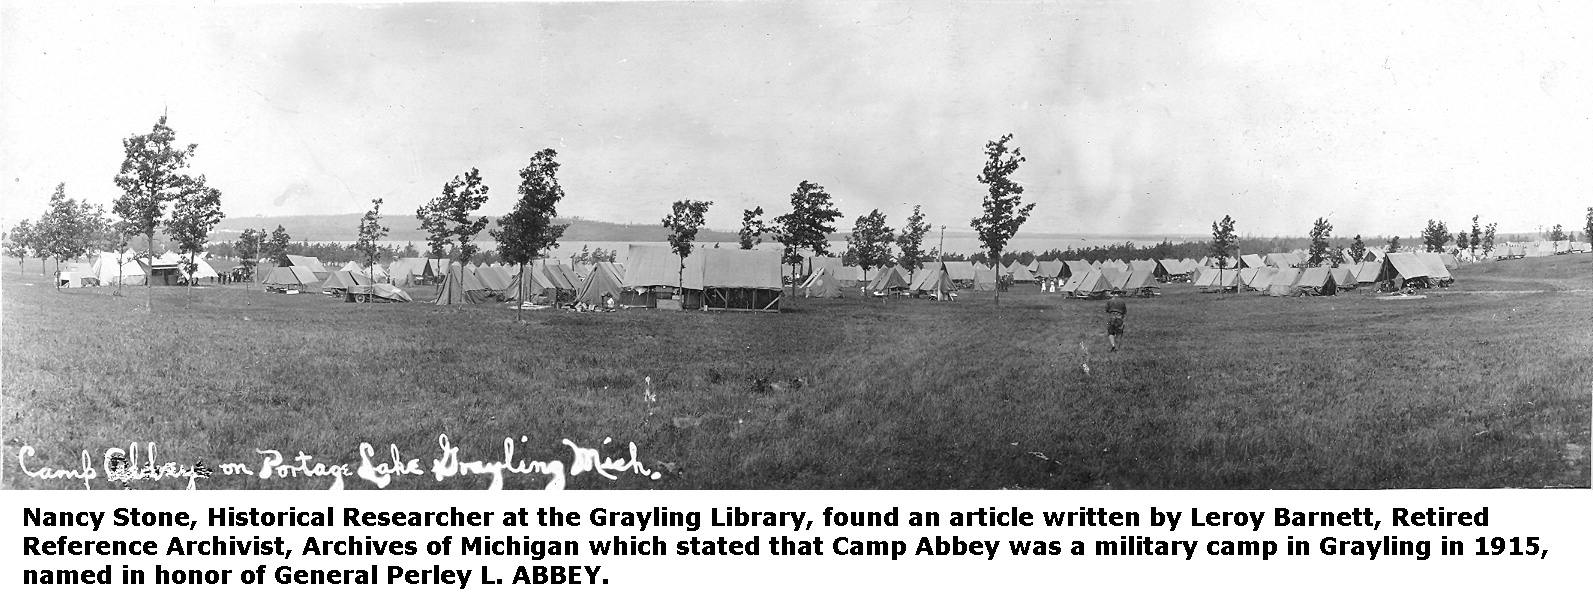 Camp Abbey on Portage Lake Grayling Mich.
Nancy Stone, Historical Researcher at the Grayling Library, found an article written by Leroy Barnett, Retired
Reference Archivist, Archives of Michigan which stated that Camp Abbey was a military camp in Grayling in 1915,
named in honor of General Perley L. ABBEY.